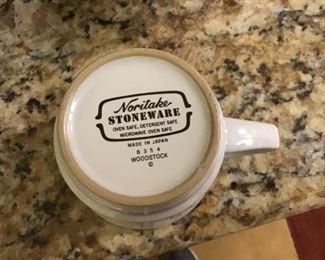 Noritake
STONEWARE
OVEN SAFE, DETERGENT SAFE
MICROWAVE OVEN SAFE
MADE IN JAPAN
8354
WOODSTOCK
©